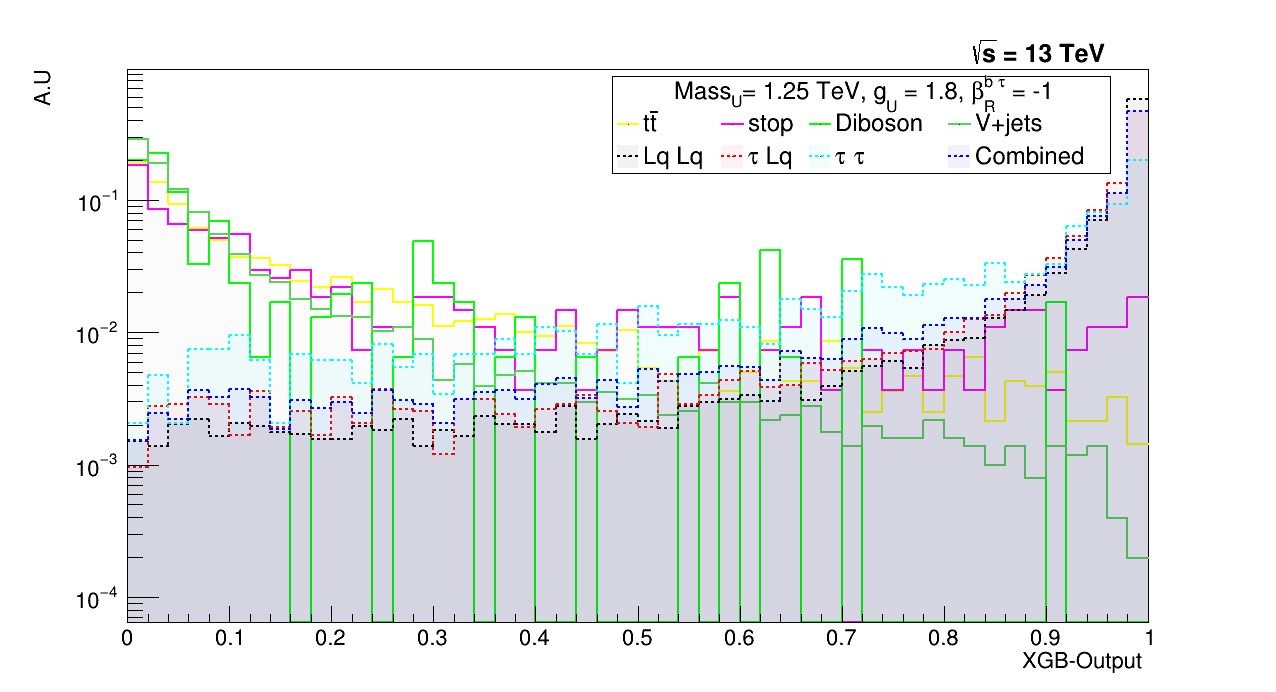 √s = 13 TeV
A.U
Mass_U= 1.25 TeV, g_U = 1.8, β_R^{b τ} = -1
tt̄ stop Diboson V+jets
Lq Lq τ Lq τ τ Combined
10⁻¹
10⁻²
10⁻³
10⁻⁴
0 0.1 0.2 0.3 0.4 0.5 0.6 0.7 0.8 0.9 1
XGB-Output